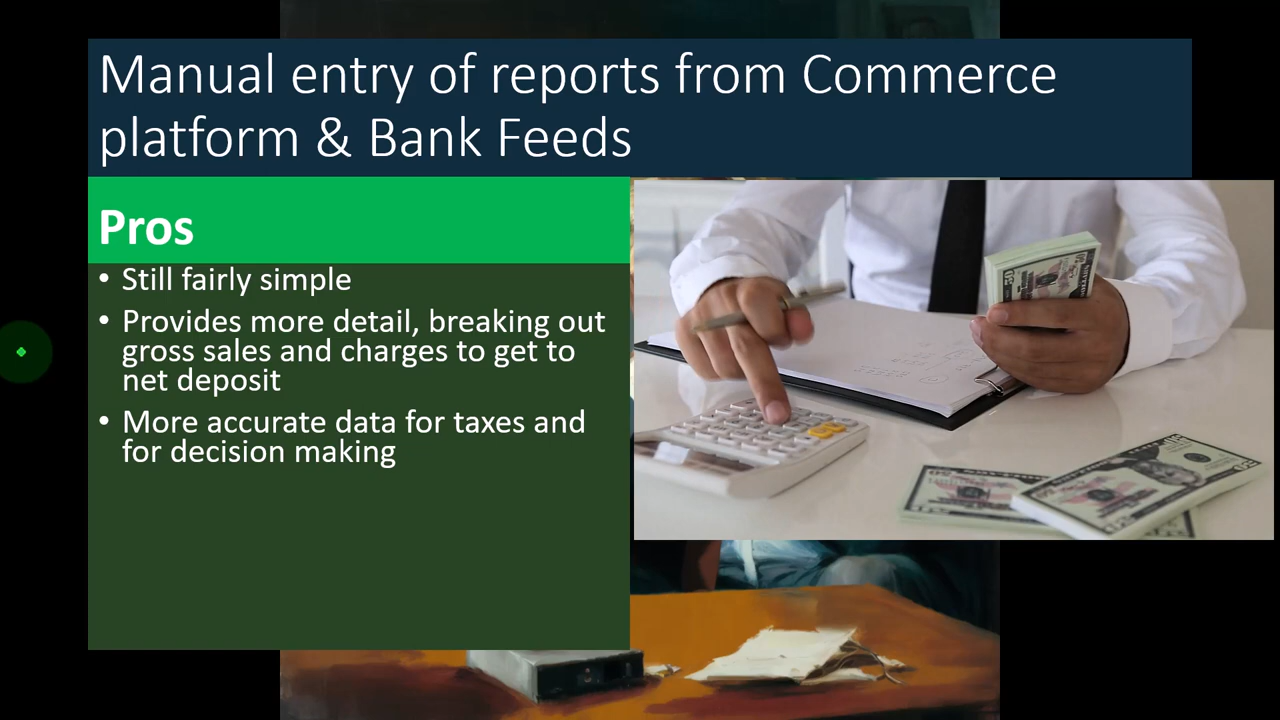 Manual entry of reports from Commerce
platform & Bank Feeds
Pros
• Still fairly simple
• Provides more detail, breaking out
gross sales and charges to get to
net deposit
• More accurate data for taxes and
for decision making